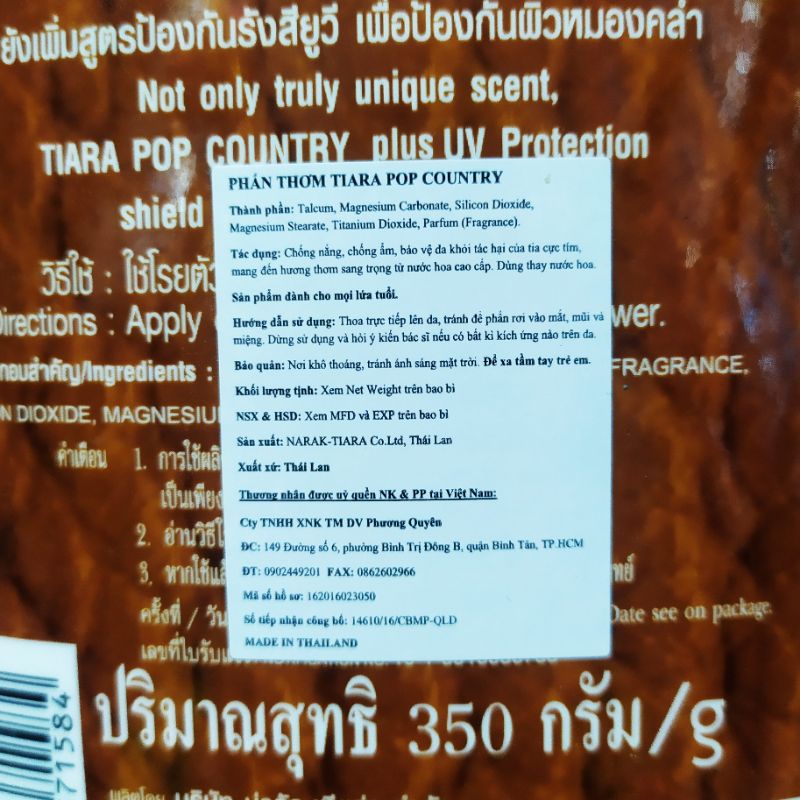 ยังเพิ่มสูตรป้องกันรังสียูวี เพื่อป้องกันผิวหมองคล้ำ
Not only truly unique scent,
TIARA POP COUNTRY plus UV Protection
shield
PHẤN THƠM TIARA POP COUNTRY
Thành phần: Talcum, Magnesium Carbonate, Silicon Dioxide,
Magnesium Stearate, Titanium Dioxide, Parfum (Fragrance).
วิธีใช้ : ใช้โรยตัว
Tác dụng: Chống nắng, chống ẩm, bảo vệ da khỏi tác hại của tia cực tím,
mang đến hương thơm sang trọng từ nước hoa cao cấp. Dùng thay nước hoa.
Sản phẩm dành cho mọi lứa tuổi.
Directions : Apply
Hướng dẫn sử dụng: Thoa trực tiếp lên da, tránh để phấn rơi vào mắt, mũi và
miệng. Dừng sử dụng và hỏi ý kiến bác sĩ nếu có bất kì kích ứng nào trên da.
wer.
/Ingredients :
Bảo quản: Nơi khô thoáng, tránh ánh sáng mặt trời. Để xa tầm tay trẻ em.
FRAGRANCE,
Khối lượng tịnh: Xem Net Weight trên bao bì
N DIOXIDE, MAGNESIU
NSX & HSD: Xem MFD và EXP trên bao bì
Sản xuất: NARAK-TIARA Co.Ltd, Thái Lan
คำเตือน 1. การใช้ผลิ
Xuất xứ: Thái Lan
เป็นเพียง
Thương nhân được uỷ quền NK & PP tại Việt Nam:
Cty TNHH XNK TM DV Phương Quyên
2. อ่านวิธีใ
ĐC: 149 Đường số 6, phường Bình Trị Đông B, quận Bình Tân, TP.HCM
3. หากใช้แ
ĐT: 0902449201 FAX: 0862602966
Mã số hồ sơ: 162016023050
ครั้งที่ / วัน
Date see on package.
Số tiếp nhận công bố: 14610/16/CBMP-QLD
เลขที่ใบรับ
MADE IN THAILAND
ปริมาณสุทธิ 350 กรัม/g
71584